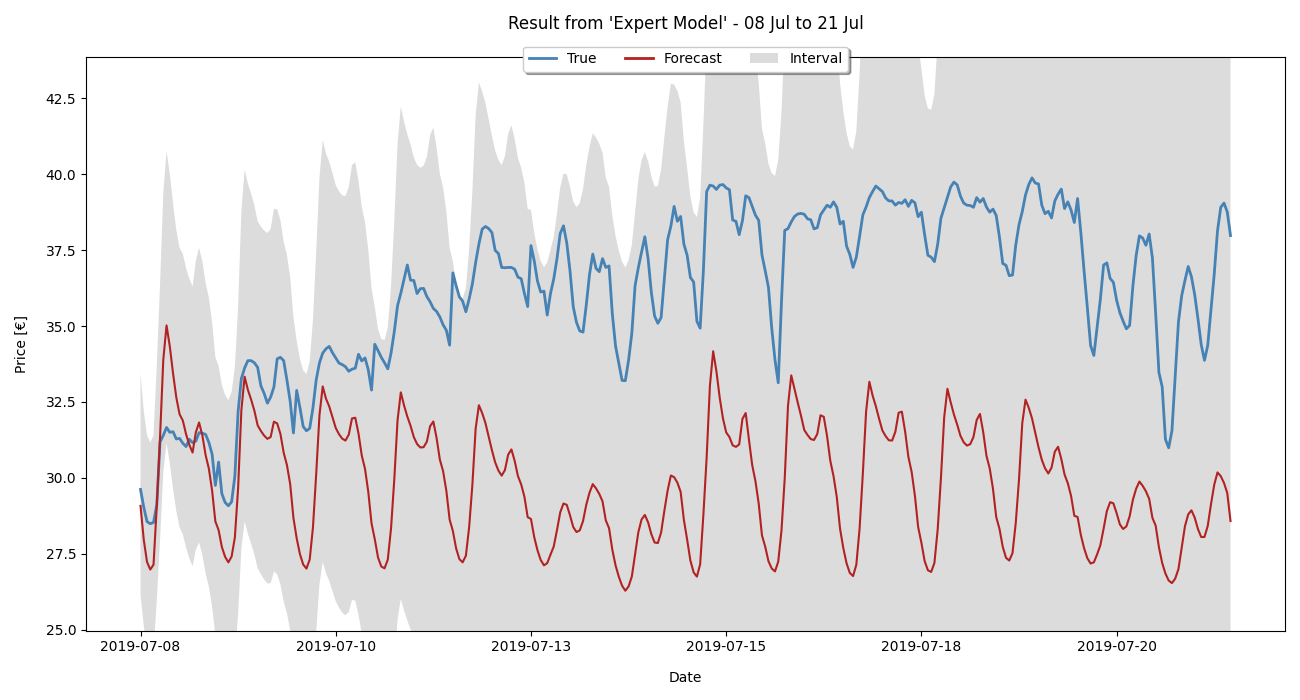 Result from 'Expert Model' - 08 Jul to 21 Jul
True Forecast Interval
42.5
40.0
37.5
35.0
32.5
30.0
27.5
25.0
Price [€]
2019-07-08 2019-07-10 2019-07-13 2019-07-15 2019-07-18 2019-07-20
Date